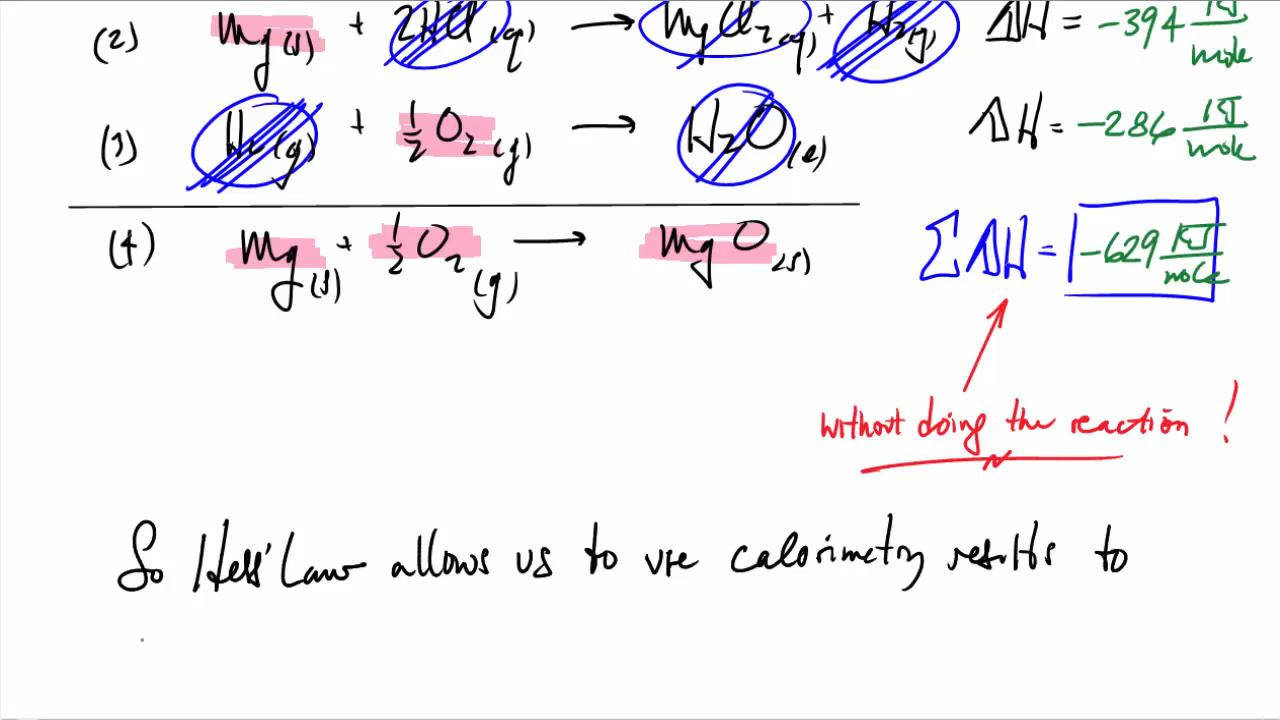 (2) Mg(s) + 2HCl(aq) → MgCl₂(aq) + H₂(g) ΔH = -394 KJ/mole
(3) H₂(g) + ½O₂(g) → H₂O(l) ΔH = -286 KJ/mole
(4) Mg(s) + ½O₂(g) → MgO(s) ΣΔH = -629 KJ/mole
without doing the reaction !
So Hess' Law allows us to use calorimetry results to